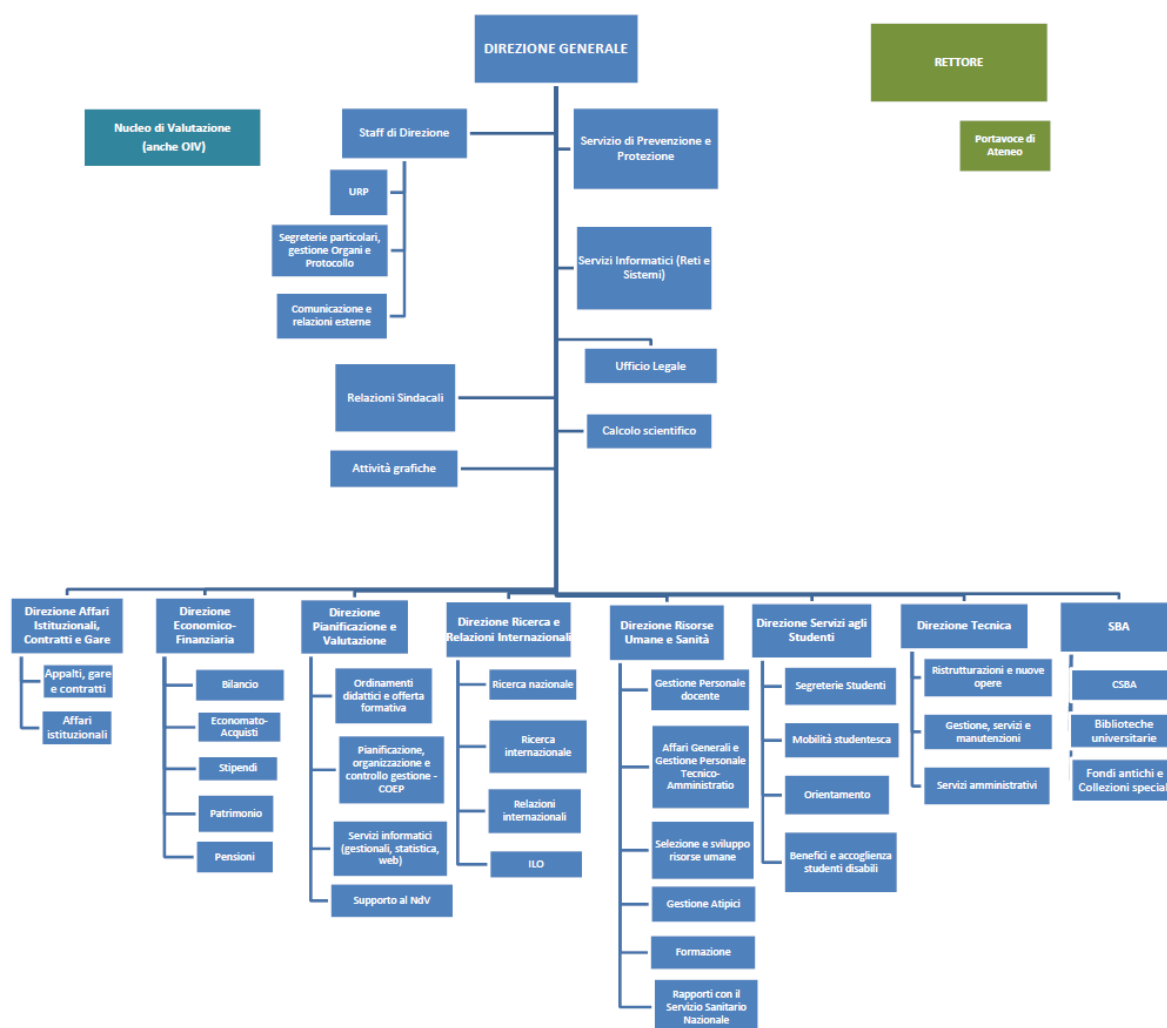 DIREZIONE GENERALE
RETTORE
Nucleo di Valutazione
(anche OIV)
Staff di Direzione
Servizio di Prevenzione e
Protezione
Portavoce di
Ateneo
URP
Segreterie particolari,
gestione Organi e
Protocollo
Servizi Informatici (Reti e
Sistemi)
Comunicazione e
relazioni esterne
Ufficio Legale
Relazioni Sindacali
Calcolo scientifico
Attività grafiche
Direzione Affari
Istituzionali,
Contratti e Gare
Appalti, gare
e contratti
Affari
istituzionali
Direzione
Economico-
Finanziaria
Bilancio
Economato-
Acquisti
Stipendi
Patrimonio
Pensioni
Direzione
Pianificazione e
Valutazione
Ordinamenti
didattici e offerta
formativa
Pianificazione,
organizzazione e
controllo gestione -
COEP
Servizi informatici
(gestionali, statistica,
web)
Supporto al NdV
Direzione Ricerca e
Relazioni Internazionali
Ricerca nazionale
Ricerca
internazionale
Relazioni
internazionali
ILO
Direzione Risorse
Umane e Sanità
Gestione Personale
docente
Affari Generali e
Gestione Personale
Tecnico-
Amministratio
Selezione e sviluppo
risorse umane
Gestione Atipici
Formazione
Rapporti con il
Servizio Sanitario
Nazionale
Direzione Servizi agli
Studenti
Segreterie Studenti
Mobilità studentesca
Orientamento
Benefici e accoglienza
studenti disabili
Direzione Tecnica
Ristrutturazioni e nuove
opere
Gestione, servizi e
manutenzioni
Servizi amministrativi
SBA
CSBA
Biblioteche
universitarie
Fondi antichi e
Collezioni special